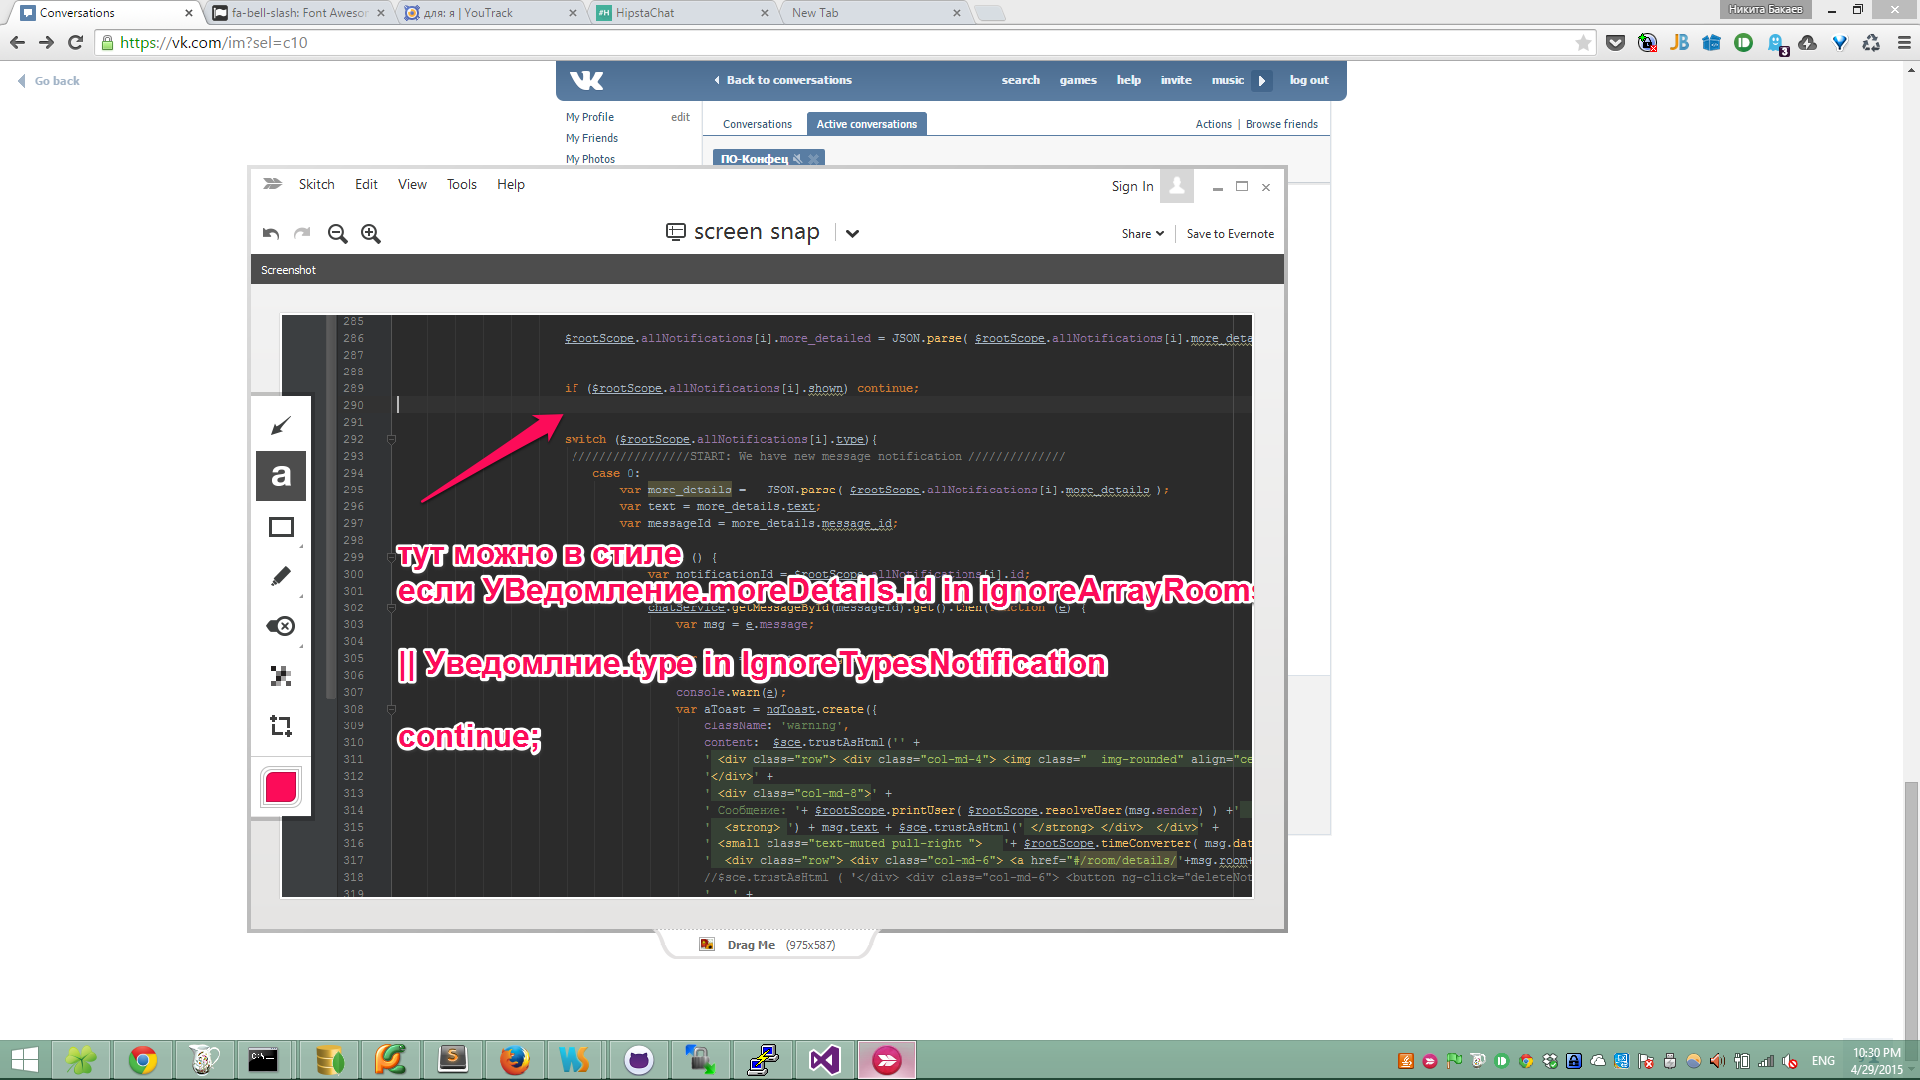 Conversations
fa-bell-slash: Font Awesor
для: я | YouTrack
HipstaChat
New Tab
Никита Бакаев
https://vk.com/im?sel=c10
JB
3
Go back
Back to conversations
search games help invite music log out
My Profile edit
My Friends
My Photos
Conversations
Active conversations
Actions | Browse friends
ПО-Конфец
Skitch Edit View Tools Help
Sign In
screen snap
Share
Save to Evernote
Screenshot
a
285
286 $rootScope.allNotifications[i].more_detailed = JSON.parse( $rootScope.allNotifications[i].more_deta
287
288
289 if ($rootScope.allNotifications[i].shown) continue;
290
291
292 switch ($rootScope.allNotifications[i].type){
293 /////////////////START: We have new message notification //////////////
294 case 0:
295 var more_details = JSON.parse( $rootScope.allNotifications[i].more_details );
296 var text = more_details.text;
297 var messageId = more_details.message_id;
298
299 () {
тут можно в стиле
300 var notificationId = $rootScope.allNotifications[i].id;
301
если УВедомление.moreDetails.id in ignoreArrayRooms
302 chatService.getMessageById(messageId).get().then(function (e) {
303 var msg = e.message;
304
305
|| Уведомлние.type in IgnoreTypesNotification
306
307 console.warn(e);
308 var aToast = ngToast.create({
309 className: 'warning',
continue;
310 content: $sce.trustAsHtml('' +
311 ' <div class="row"> <div class="col-md-4"> <img class=" img-rounded" align="ce
312 '</div>' +
313 ' <div class="col-md-8">' +
314 ' Сообщение: '+ $rootScope.printUser( $rootScope.resolveUser(msg.sender) ) +'
315 ' <strong> ') + msg.text + $sce.trustAsHtml(' </strong> </div> </div>' +
316 ' <small class="text-muted pull-right "> '+ $rootScope.timeConverter( msg.dat
317 ' <div class="row"> <div class="col-md-6"> <a href="#/room/details/'+msg.room+
318 //$sce.trustAsHtml ( '</div> <div class="col-md-6"> <button ng-click="deleteNot
319 ' ' +
Drag Me (975x587)
ENG
10:30 PM
4/29/2015